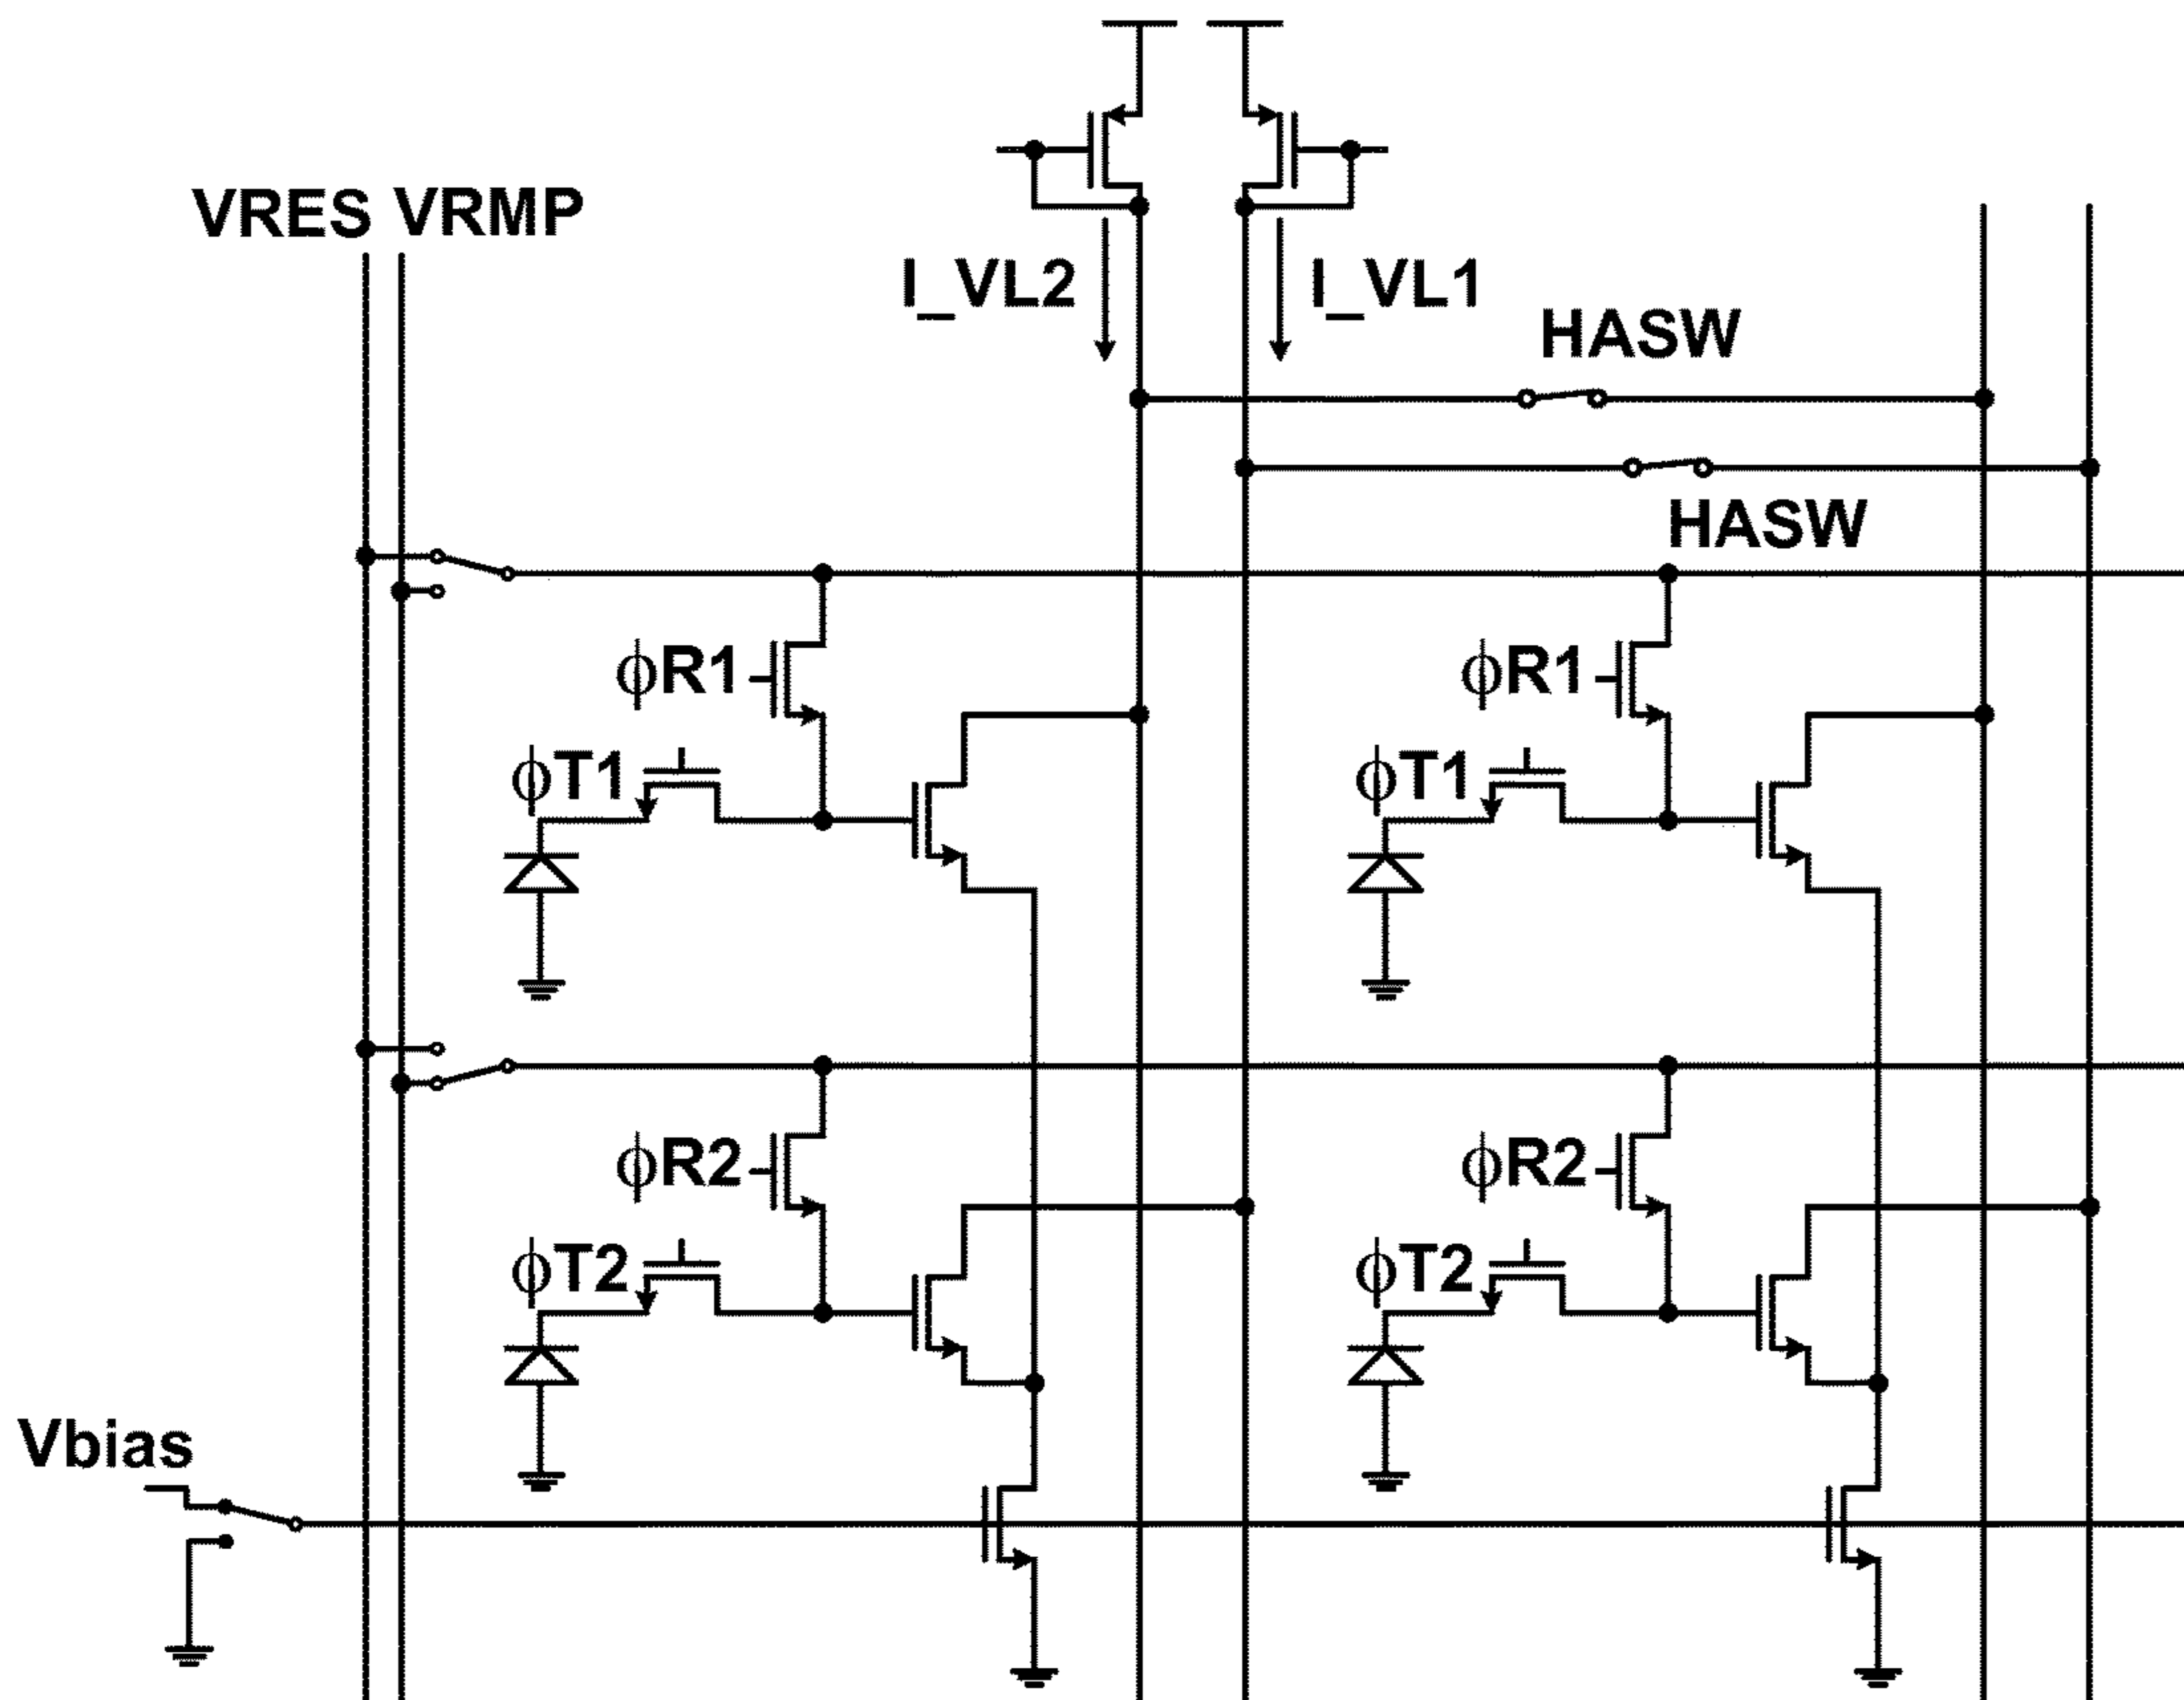 VRES VRMP
I_VL2 I_VL1
HASW
HASW
ϕR1 ϕR1
ϕT1 ϕT1
ϕR2 ϕR2
ϕT2 ϕT2
Vbias